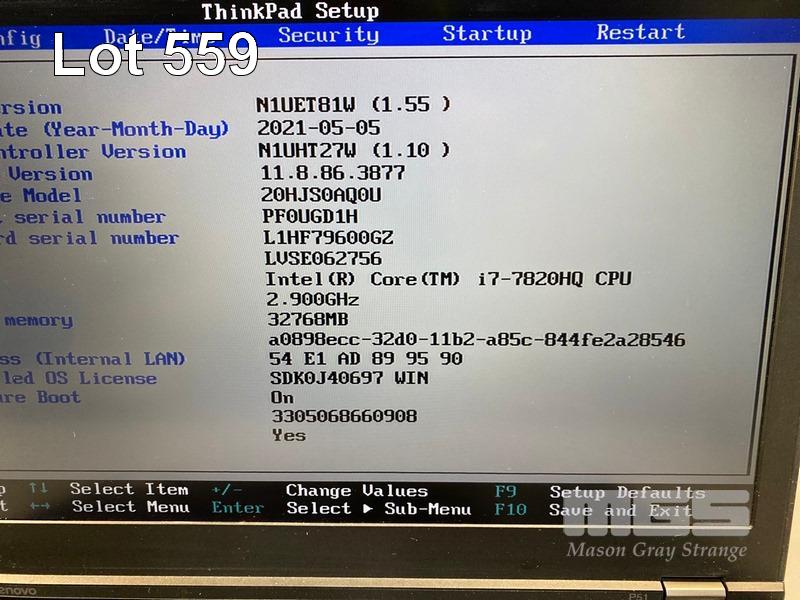 ThinkPad Setup
nfig Date/Time Security Startup Restart
Lot 559
ersion N1UET81W (1.55 )
ate (Year-Month-Day) 2021-05-05
ntroller Version N1UHT27W (1.10 )
Version 11.8.86.3877
e Model 20HJS0AQ0U
serial number PF0UGD1H
rd serial number L1HF79600GZ
LVSE062756
Intel(R) Core(TM) i7-7820HQ CPU
2.900GHz
memory 32768MB
a0898ecc-32d0-11b2-a85c-844fe2a28546
ss (Internal LAN) 54 E1 AD 89 95 90
led OS License SDK0J40697 WIN
ure Boot On
3305068660908
Yes
p ↑↓ Select Item +/- Change Values F9 Setup Defaults
t ←→ Select Menu Enter Select ▶ Sub-Menu F10 Save and Exit
MGS
Mason Gray Strange
enovo P51